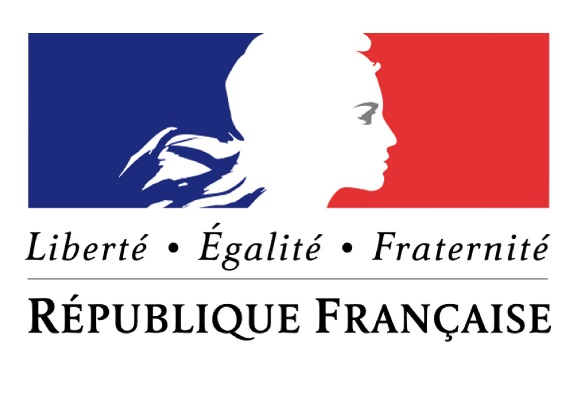 Liberté • Égalité • Fraternité
RÉPUBLIQUE FRANÇAISE